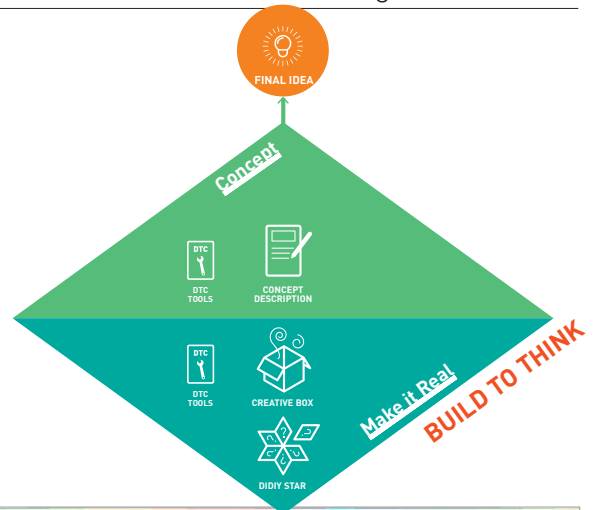 FINAL IDEA
Concept
DTC
DTC
TOOLS
CONCEPT
DESCRIPTION
DTC
DTC
TOOLS
CREATIVE BOX
Make it Real
BUILD TO THINK
DIDIY STAR